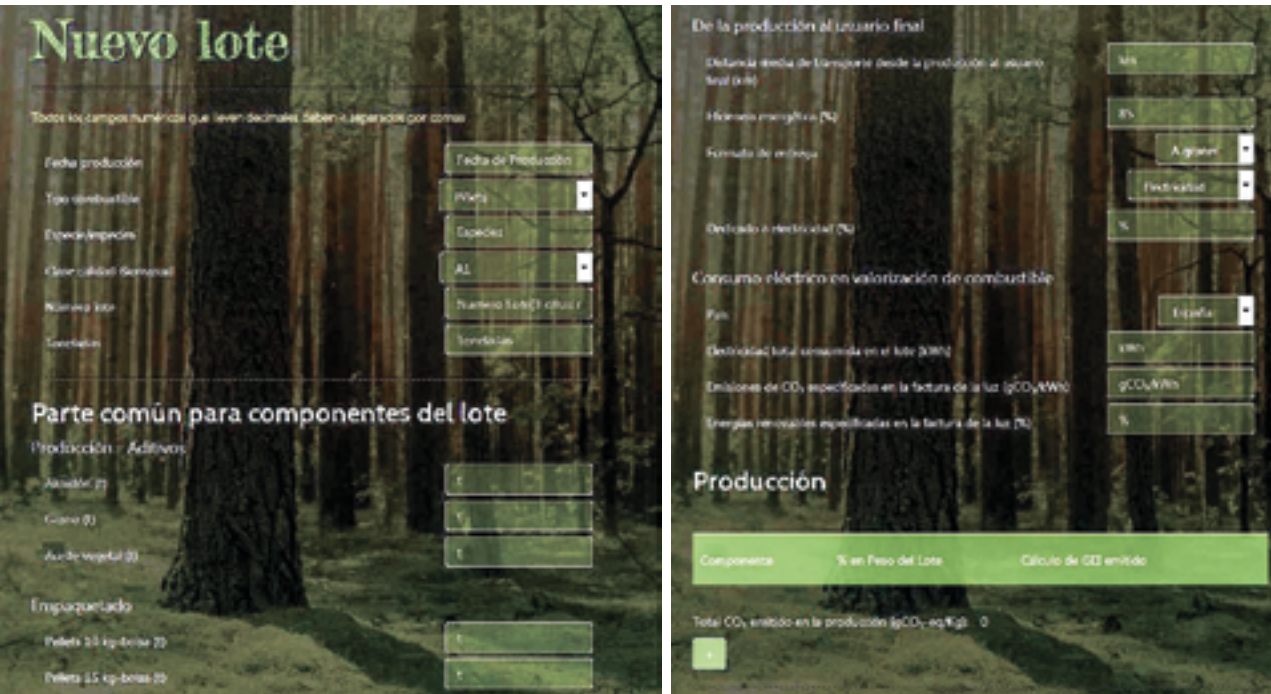 Nuevo lote
Todos los campos numéricos que lleven decimales deben ir separados por comas
Fecha producción
Fecha de Producción
Tipo combustible
Especie/especies
Especies
Clase calidad
A1
Número lote
Toneladas
Toneladas
Parte común para componentes del lote
Producción - Aditivos
Almidón (t)
t
t
Aceite vegetal (t)
t
Empaquetado
Pellets 10 kg-bolsa (t)
t
Pellets 15 kg-bolsa (t)
t
De la producción al usuario final
Distancia media de transporte desde la producción al usuario
final (km)
km
Eficiencia energética (%)
Formato de entrega
A granel
Electricidad
Dedicado a electricidad (%)
%
Consumo eléctrico en valorización de combustible
País
España
Electricidad total consumida en el lote (kWh)
kWh
Emisiones de CO₂ especificadas en la factura de la luz (gCO₂/kWh)
gCO₂/kWh
Energías renovables especificadas en la factura de la luz (%)
%
Producción
Componente % en Peso del Lote Cálculo de GEI emitido
Total CO₂ emitido en la producción (gCO₂-eq/Kg): 0
+